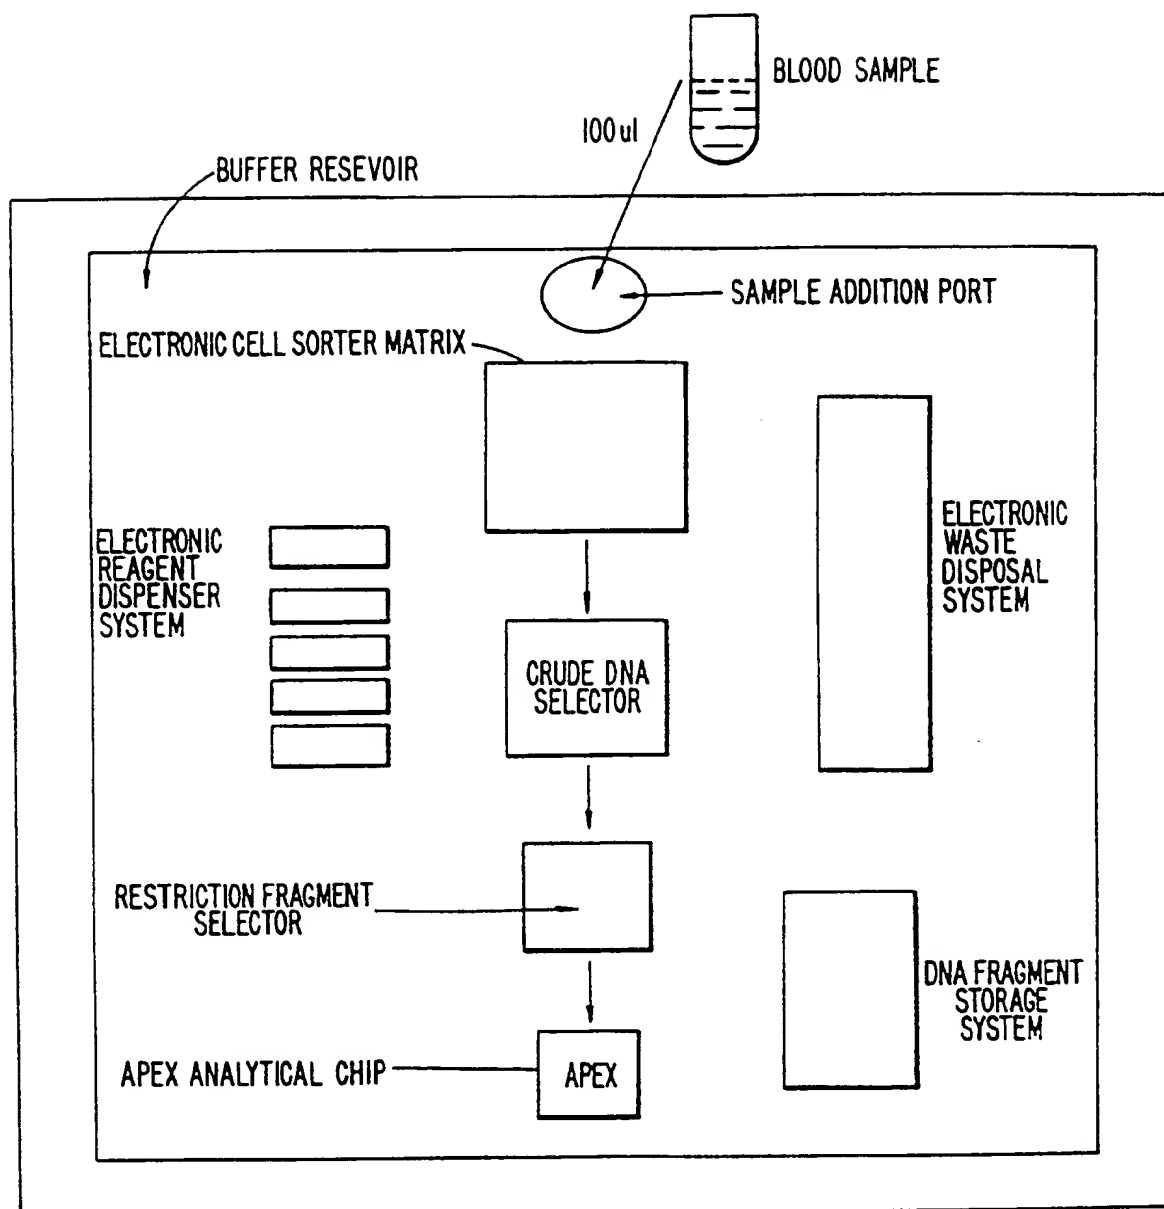 BLOOD SAMPLE
100ul
BUFFER RESEVOIR
SAMPLE ADDITION PORT
ELECTRONIC CELL SORTER MATRIX
ELECTRONIC
REAGENT
DISPENSER
SYSTEM
ELECTRONIC
WASTE
DISPOSAL
SYSTEM
CRUDE DNA
SELECTOR
RESTRICTION FRAGMENT
SELECTOR
DNA FRAGMENT
STORAGE
SYSTEM
APEX ANALYTICAL CHIP
APEX